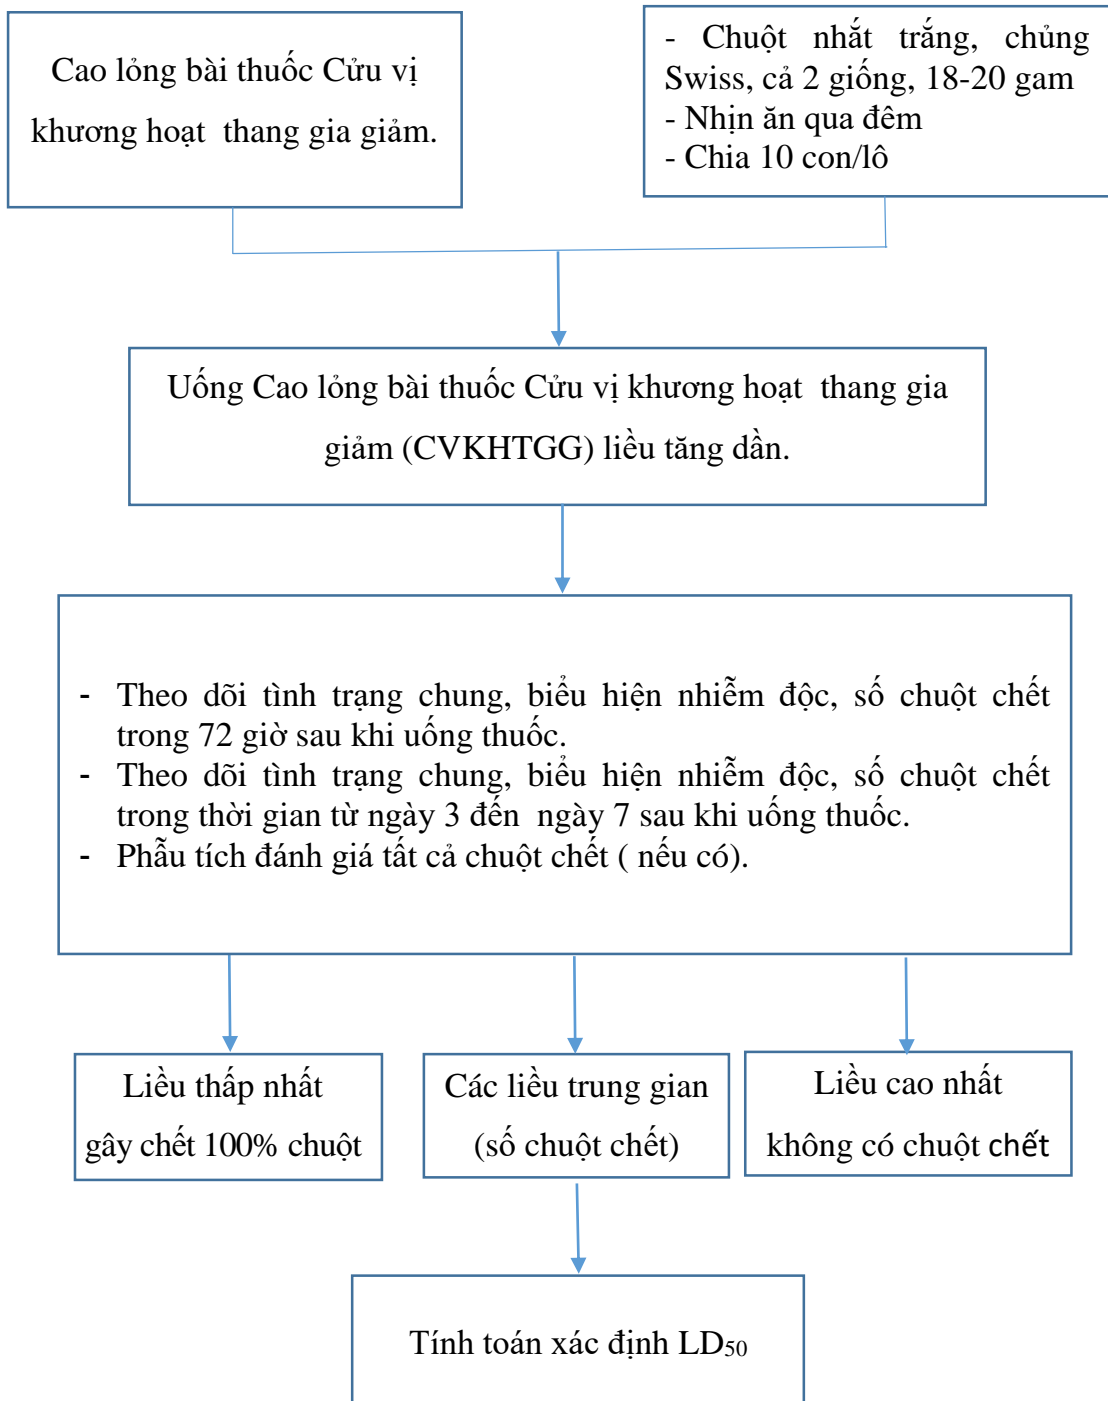 Cao lỏng bài thuốc Cửu vị
khương hoạt thang gia giảm.
- Chuột nhắt trắng, chủng
Swiss, cả 2 giống, 18-20 gam
- Nhịn ăn qua đêm
- Chia 10 con/lô
Uống Cao lỏng bài thuốc Cửu vị khương hoạt thang gia
giảm (CVKHTGG) liều tăng dần.
- Theo dõi tình trạng chung, biểu hiện nhiễm độc, số chuột chết
trong 72 giờ sau khi uống thuốc.
- Theo dõi tình trạng chung, biểu hiện nhiễm độc, số chuột chết
trong thời gian từ ngày 3 đến ngày 7 sau khi uống thuốc.
- Phẫu tích đánh giá tất cả chuột chết ( nếu có).
Liều thấp nhất
gây chết 100% chuột
Các liều trung gian
(số chuột chết)
Liều cao nhất
không có chuột chết
Tính toán xác định LD₅₀